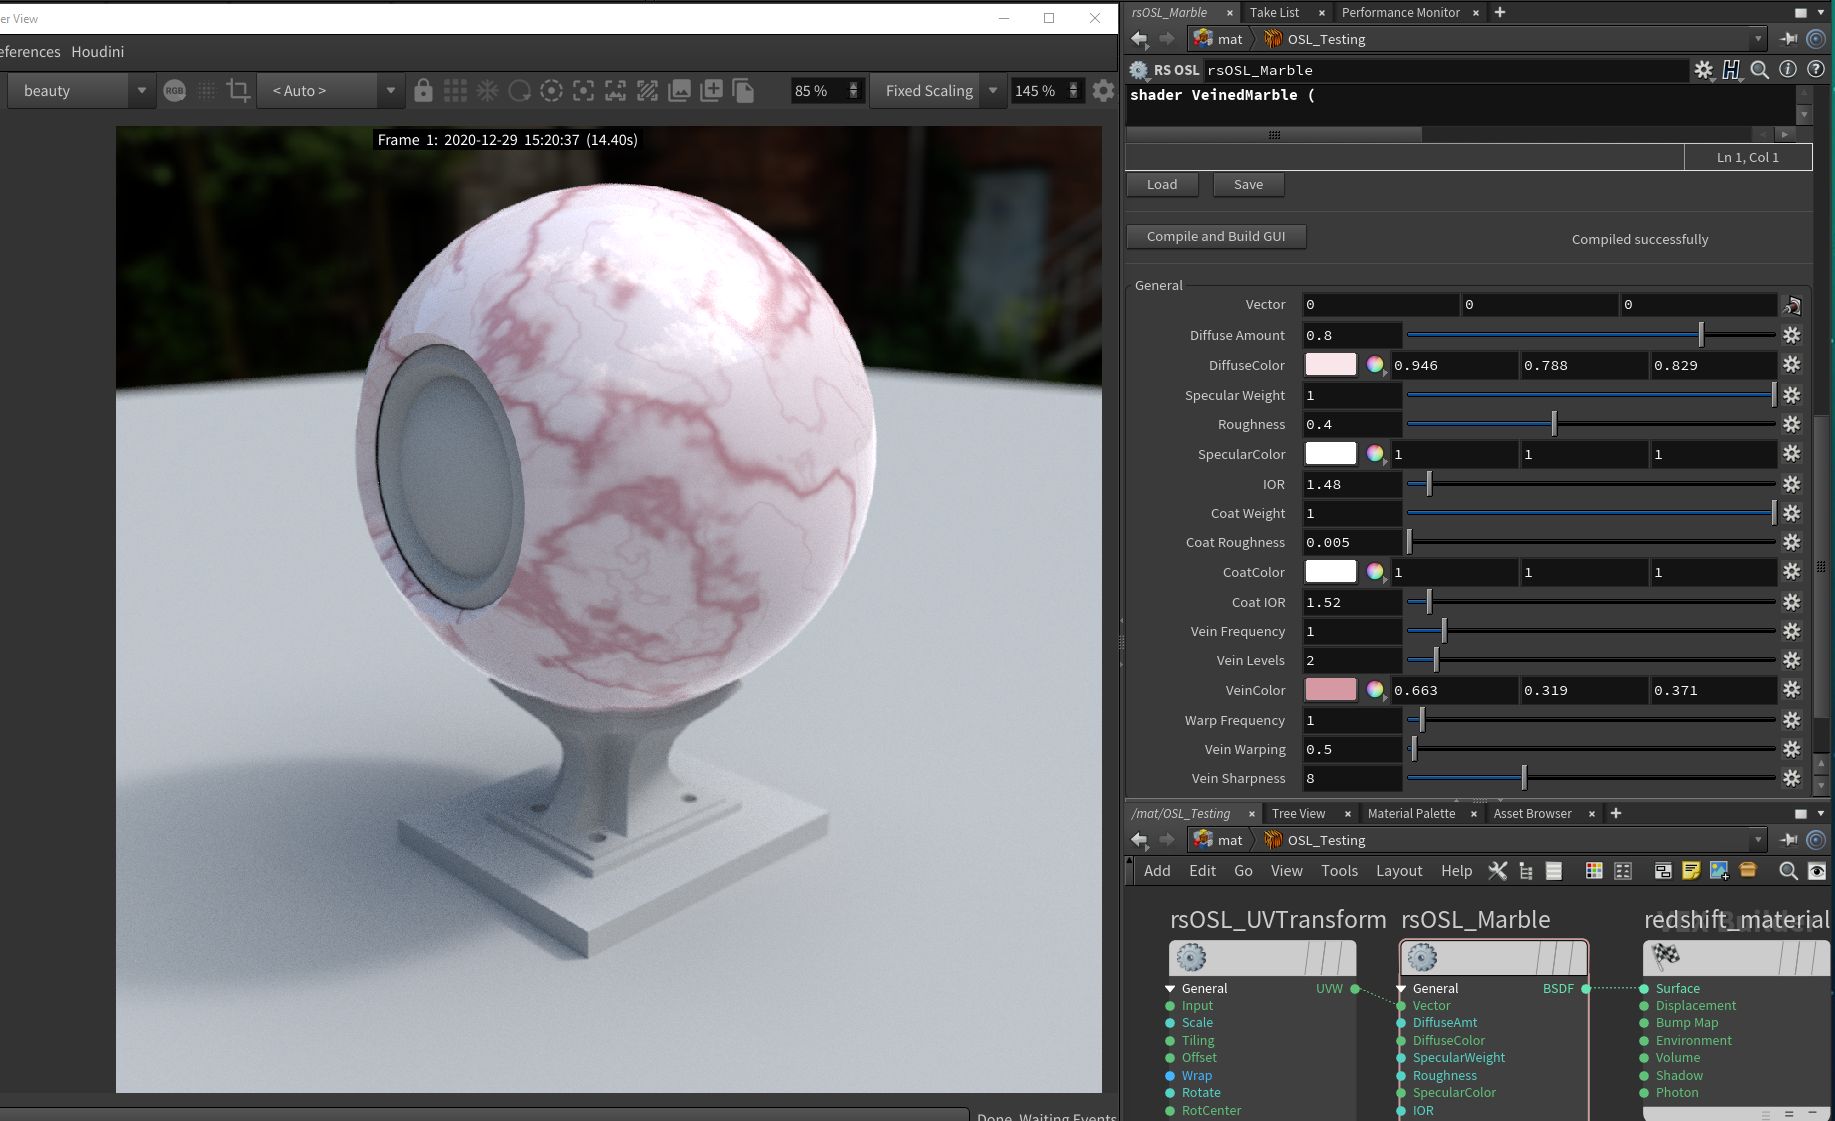 er View
eferences Houdini
beauty
RGB
< Auto >
85 %
Fixed Scaling
145 %
Frame 1: 2020-12-29 15:20:37 (14.40s)
Done. Waiting Events
rsOSL_Marble × Take List × Performance Monitor × +
mat OSL_Testing
RS OSL rsOSL_Marble
shader VeinedMarble (
Ln 1, Col 1
Load Save
Compile and Build GUI Compiled successfully
General
Vector 0 0 0
Diffuse Amount 0.8
DiffuseColor 0.946 0.788 0.829
Specular Weight 1
Roughness 0.4
SpecularColor 1 1 1
IOR 1.48
Coat Weight 1
Coat Roughness 0.005
CoatColor 1 1 1
Coat IOR 1.52
Vein Frequency 1
Vein Levels 2
VeinColor 0.663 0.319 0.371
Warp Frequency 1
Vein Warping 0.5
Vein Sharpness 8
/mat/OSL_Testing × Tree View × Material Palette × Asset Browser × +
mat OSL_Testing
Add Edit Go View Tools Layout Help
VEX Builder
rsOSL_UVTransform
General UVW
Input
Scale
Tiling
Offset
Wrap
Rotate
RotCenter
rsOSL_Marble
General BSDF
Vector
DiffuseAmt
DiffuseColor
SpecularWeight
Roughness
SpecularColor
IOR
redshift_material
Surface
Displacement
Bump Map
Environment
Volume
Shadow
Photon